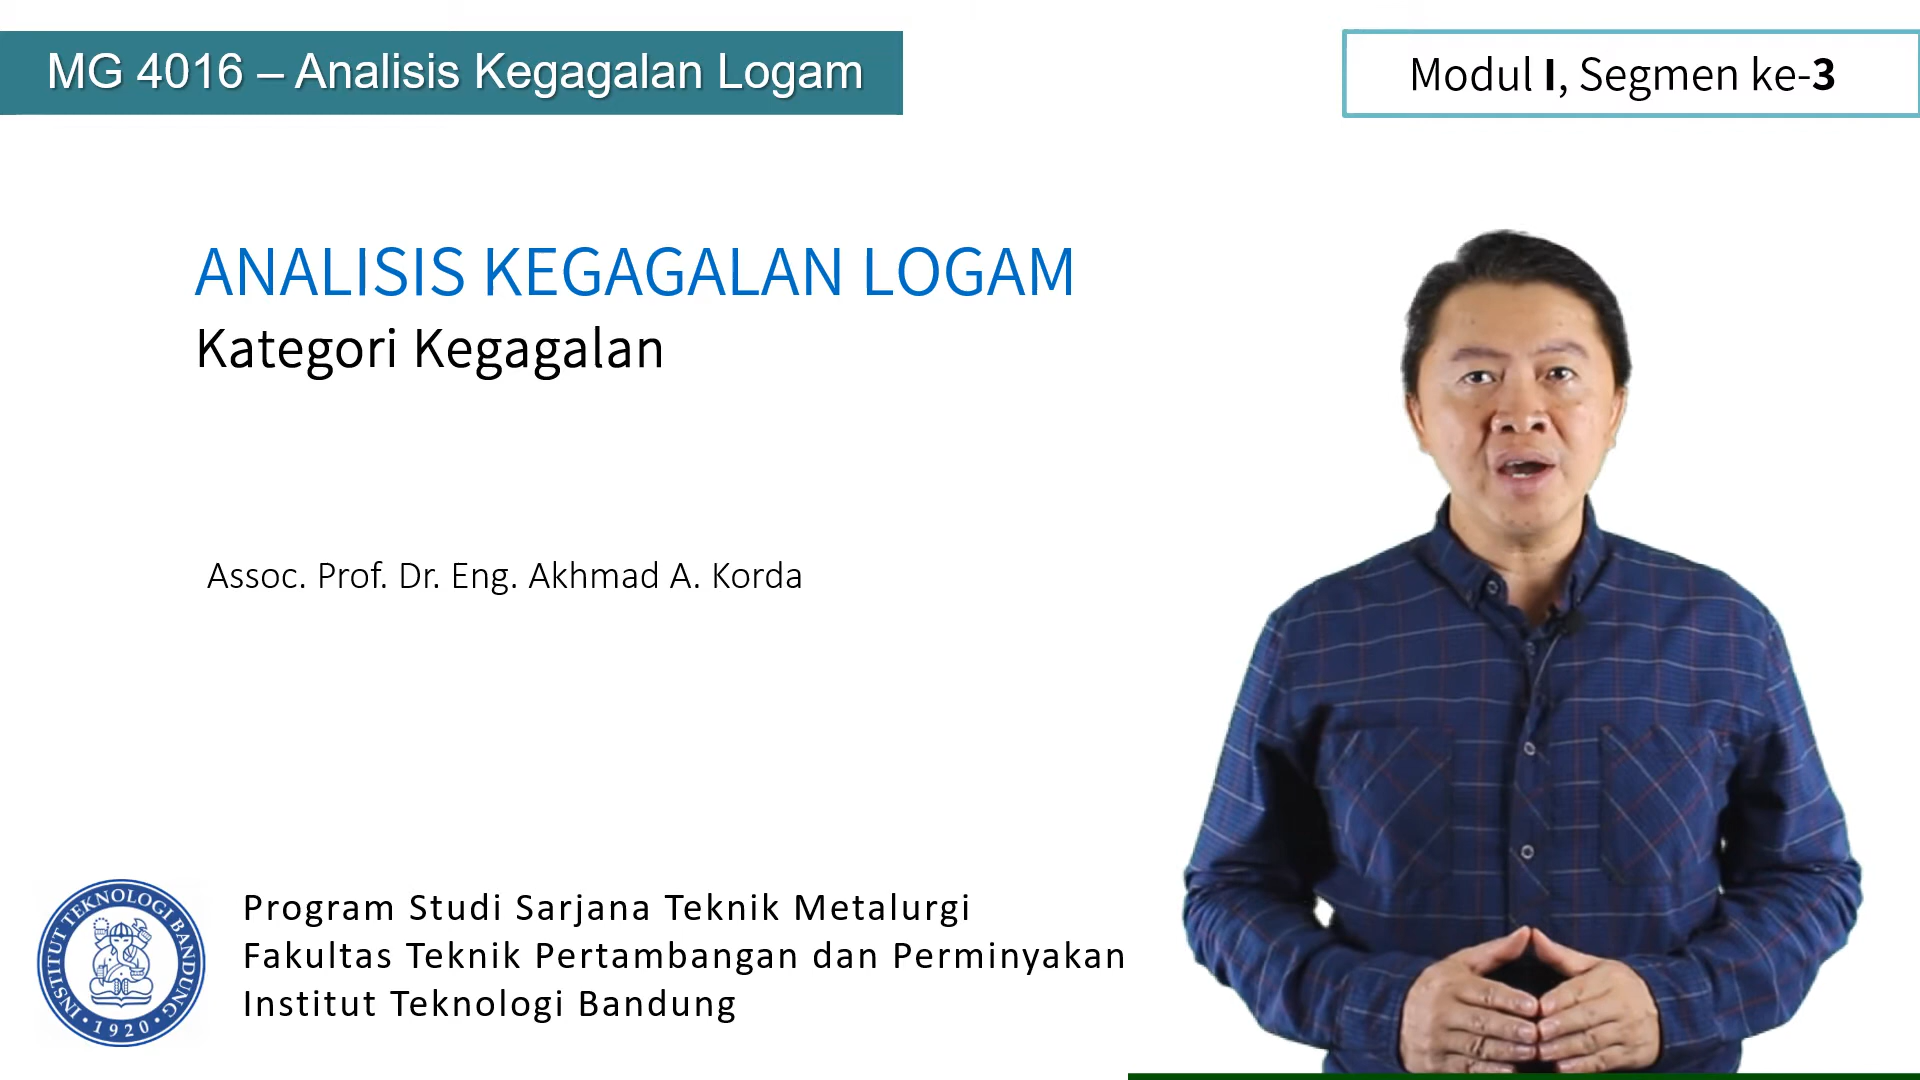 MG 4016 – Analisis Kegagalan Logam
Modul I, Segmen ke-3
ANALISIS KEGAGALAN LOGAM
Kategori Kegagalan
Assoc. Prof. Dr. Eng. Akhmad A. Korda
Program Studi Sarjana Teknik Metalurgi
Fakultas Teknik Pertambangan dan Perminyakan
Institut Teknologi Bandung
INSTITUT TEKNOLOGI BANDUNG
• 1920 •